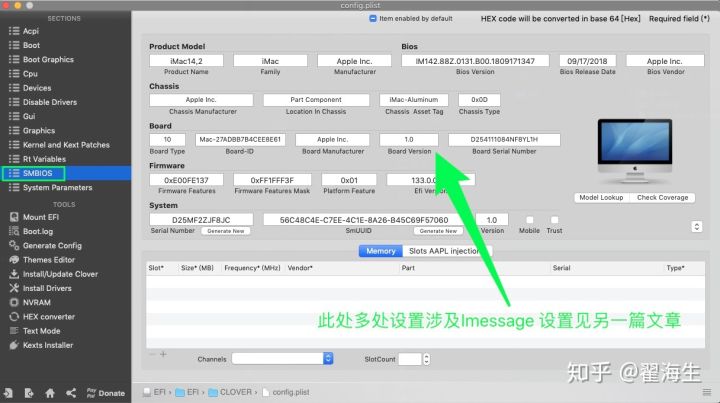 config.plist
SECTIONS
Item enabled by default
HEX code will be converted in base 64 [Hex]
Required field (*)
Acpi
Boot
Boot Graphics
Cpu
Devices
Disable Drivers
Gui
Graphics
Kernel and Kext Patches
Rt Variables
SMBIOS
System Parameters
TOOLS
Mount EFI
Boot.log
Generate Config
Themes Editor
Install/Update Clover
Install Drivers
NVRAM
HEX converter
Text Mode
Kexts Installer
PayPal Donate
Product Model
Bios
iMac14,2 iMac Apple Inc. IM142.88Z.0131.B00.1809171347 09/17/2018 Apple Inc.
Product Name Family Manufacturer Bios Version Bios Release Date Bios Vendor
Chassis
Apple Inc. Part Component iMac-Aluminum 0x0D
Chassis Manufacturer Location In Chassis Chassis Asset Tag Chassis Type
Board
10 Mac-27ADBB7B4CEE8E61 Apple Inc. 1.0 D254111084NF8YL1H
Board Type Board-ID Board Manufacturer Board Version Board Serial Number
Firmware
0xE00FE137 0xFF1FFF3F 0x01 133.0.0
Firmware Features Firmware Features Mask Platform Feature Efi Version
Model Lookup Check Coverage
System
D25MF2ZJF8JC 56C48C4E-C7EE-4C1E-8A26-B45C69F57060 1.0
Serial Number Generate New SmUUID Generate New Version Mobile Trust
Memory Slots AAPL injection
Slot* Size* (MB) Frequency* (MHz) Vendor* Part Serial Type*
此处多处设置涉及Imessage 设置见另一篇文章
Channels SlotCount
EFI › EFI › CLOVER › config.plist
知乎 @翟海生